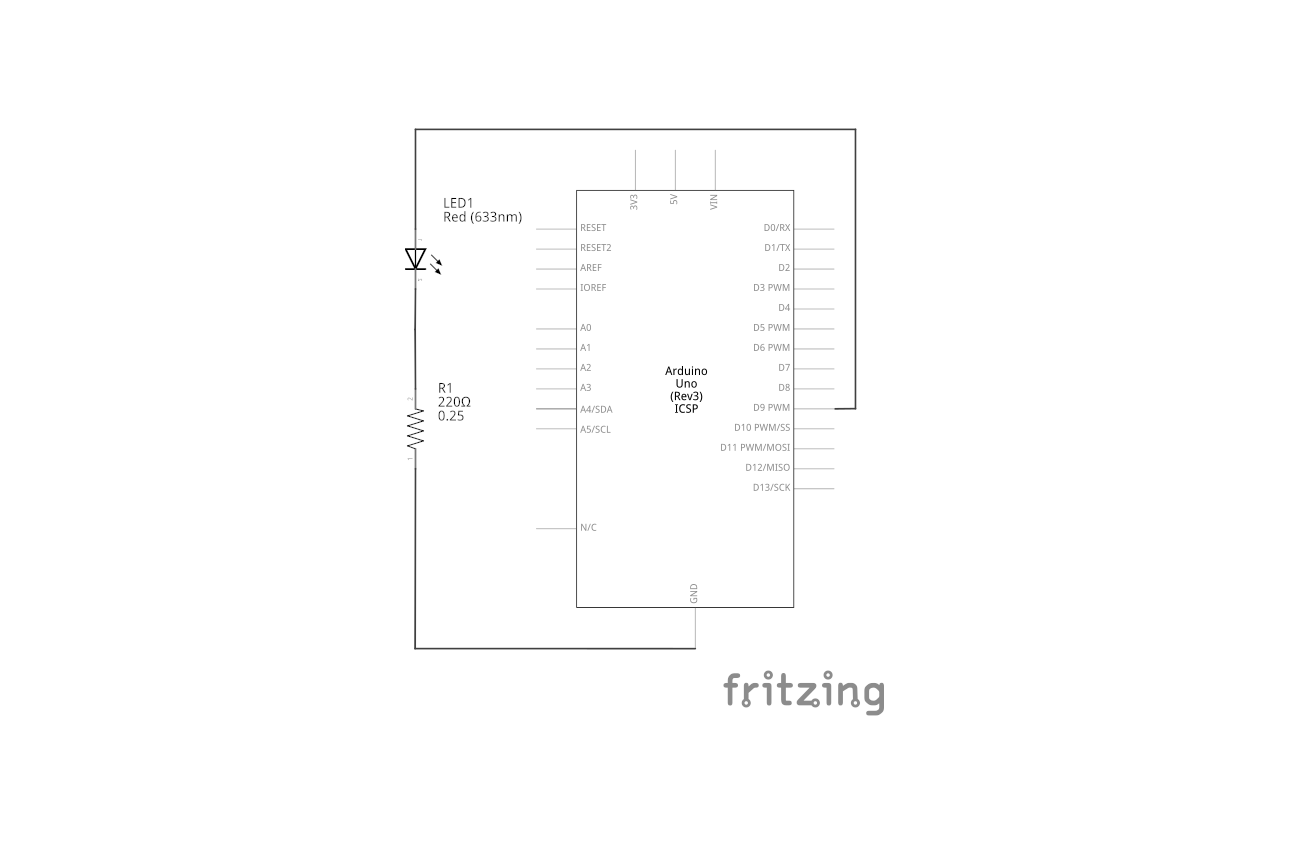 3V3
5V
VIN
LED1
Red (633nm)
RESET
RESET2
AREF
IOREF
A0
A1
A2
A3
A4/SDA
A5/SCL
N/C
D0/RX
D1/TX
D2
D3 PWM
D4
D5 PWM
D6 PWM
D7
D8
D9 PWM
D10 PWM/SS
D11 PWM/MOSI
D12/MISO
D13/SCK
Arduino
Uno
(Rev3)
ICSP
R1
220Ω
0.25
2
1
GND
fritzing